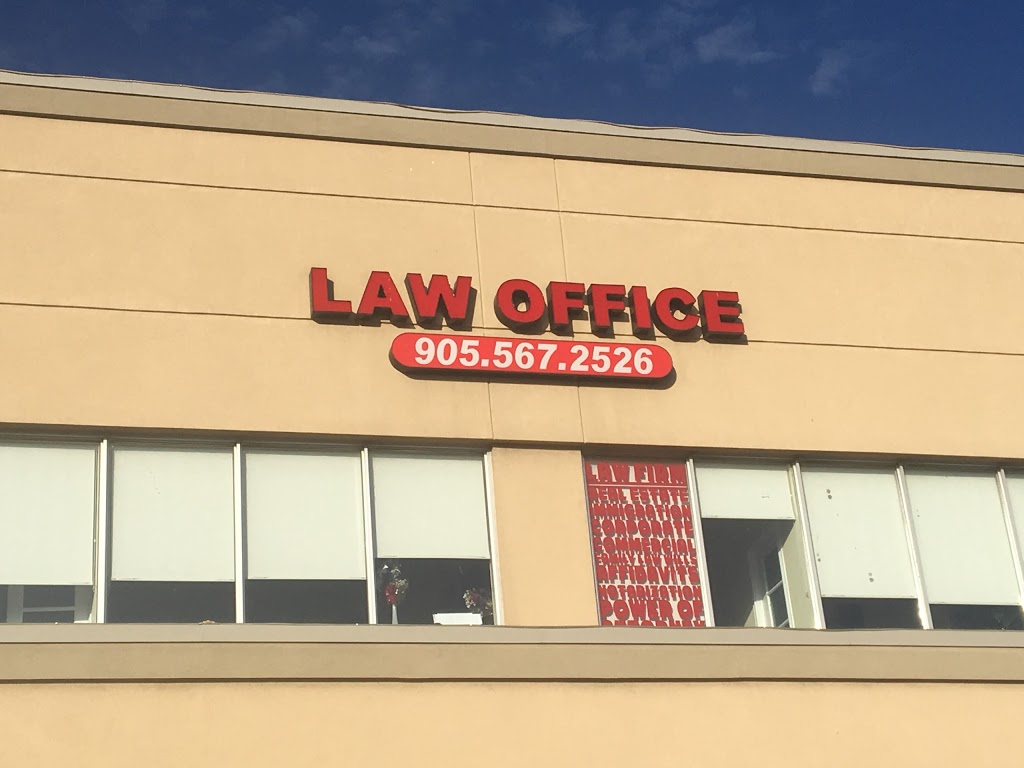 LAW OFFICE
905.567.2526
LAW FIRM
REAL ESTATE
IMMIGRATION
CORPORATE
COMMERCIAL
AFFIDAVITS
NOTARIZATION
POWER OF